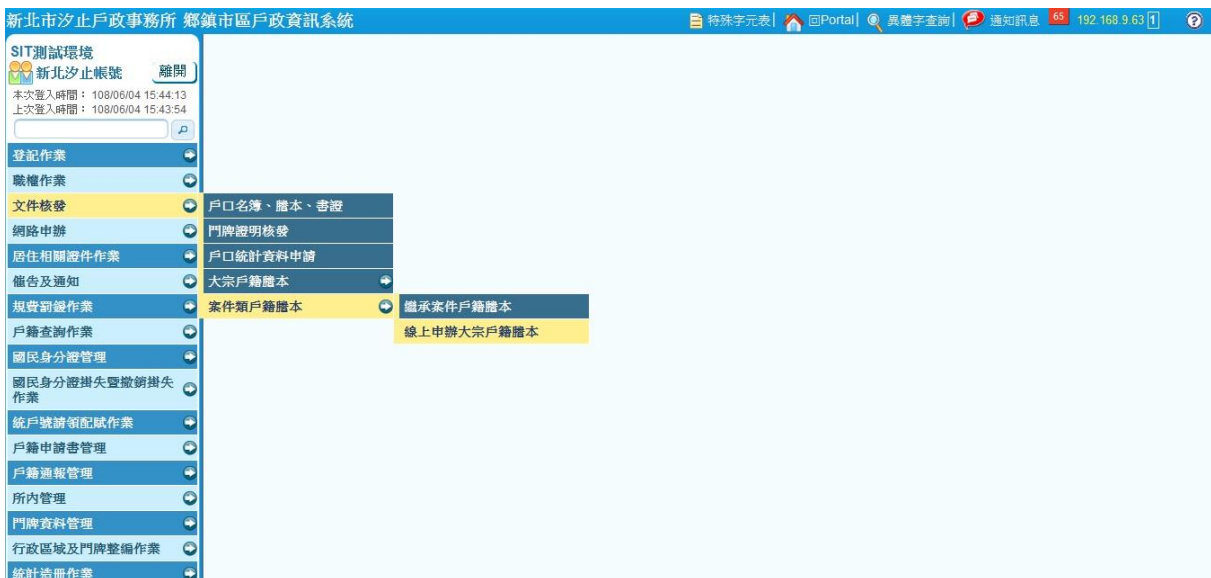 新北市汐止戶政事務所 鄉鎮市區戶政資訊系統
特殊字元表| 回Portal| 異體字查詢| 通知訊息 65 192.168.9.63 1 ?
SIT測試環境
新北汐止帳號 離開
本次登入時間： 108/06/04 15:44:13
上次登入時間： 108/06/04 15:43:54
登記作業
職權作業
文件核發
戶口名簿、謄本、書證
網路申辦
門牌證明核發
居住相關證件作業
戶口統計資料申請
催告及通知
大宗戶籍謄本
規費罰鍰作業
案件類戶籍謄本
繼承案件戶籍謄本
戶籍查詢作業
線上申辦大宗戶籍謄本
國民身分證管理
國民身分證掛失暨撤銷掛失
作業
統戶號請領配賦作業
戶籍申請書管理
戶籍通報管理
所內管理
門牌資料管理
行政區域及門牌整編作業
統計造冊作業